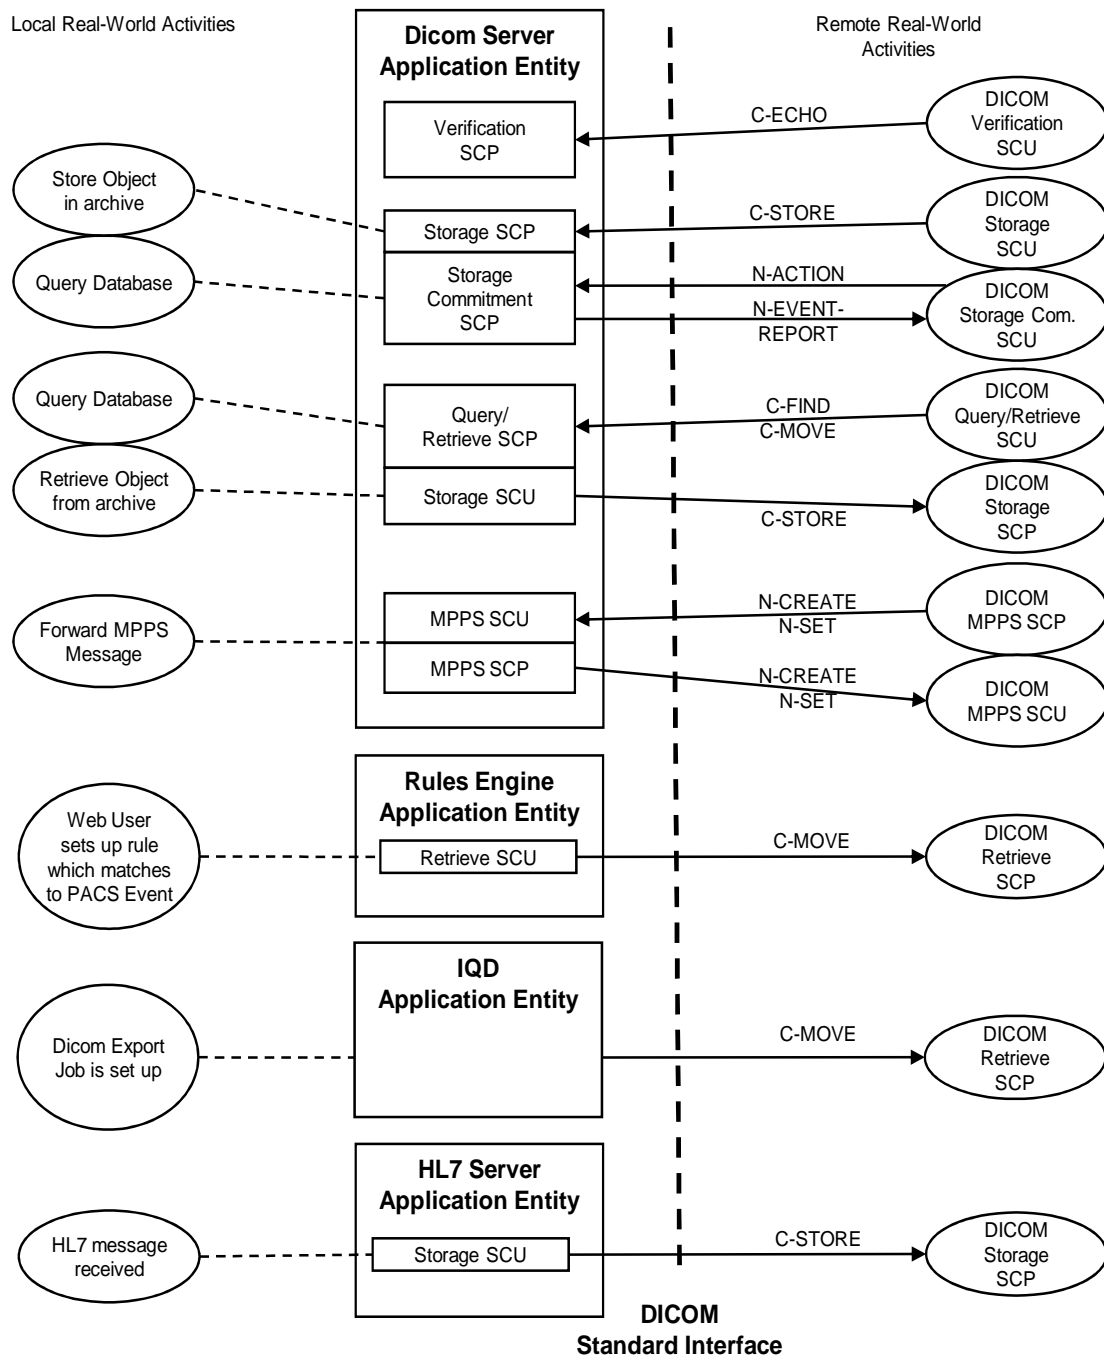 Local Real-World Activities
Dicom Server
Application Entity
Remote Real-World
Activities
Verification
SCP
C-ECHO
DICOM
Verification
SCU
Store Object
in archive
Storage SCP
C-STORE
DICOM
Storage
SCU
Query Database
Storage
Commitment
SCP
N-ACTION
N-EVENT-
REPORT
DICOM
Storage Com.
SCU
Query Database
Query/
Retrieve SCP
C-FIND
C-MOVE
DICOM
Query/Retrieve
SCU
Retrieve Object
from archive
Storage SCU
C-STORE
DICOM
Storage
SCP
Forward MPPS
Message
MPPS SCU
N-CREATE
N-SET
DICOM
MPPS SCP
MPPS SCP
N-CREATE
N-SET
DICOM
MPPS SCU
Rules Engine
Application Entity
Web User
sets up rule
which matches
to PACS Event
Retrieve SCU
C-MOVE
DICOM
Retrieve
SCP
IQD
Application Entity
Dicom Export
Job is set up
C-MOVE
DICOM
Retrieve
SCP
HL7 Server
Application Entity
HL7 message
received
Storage SCU
C-STORE
DICOM
Storage
SCP
DICOM
Standard Interface